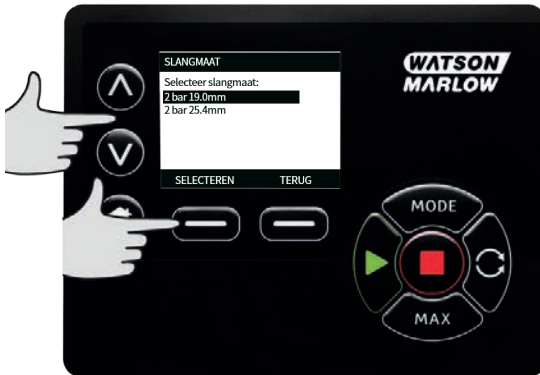 SLANGMAAT
Selecteer slangmaat:
2 bar 19.0mm
2 bar 25.4mm
SELECTEREN TERUG
WATSON
MARLOW
MODE
MAX